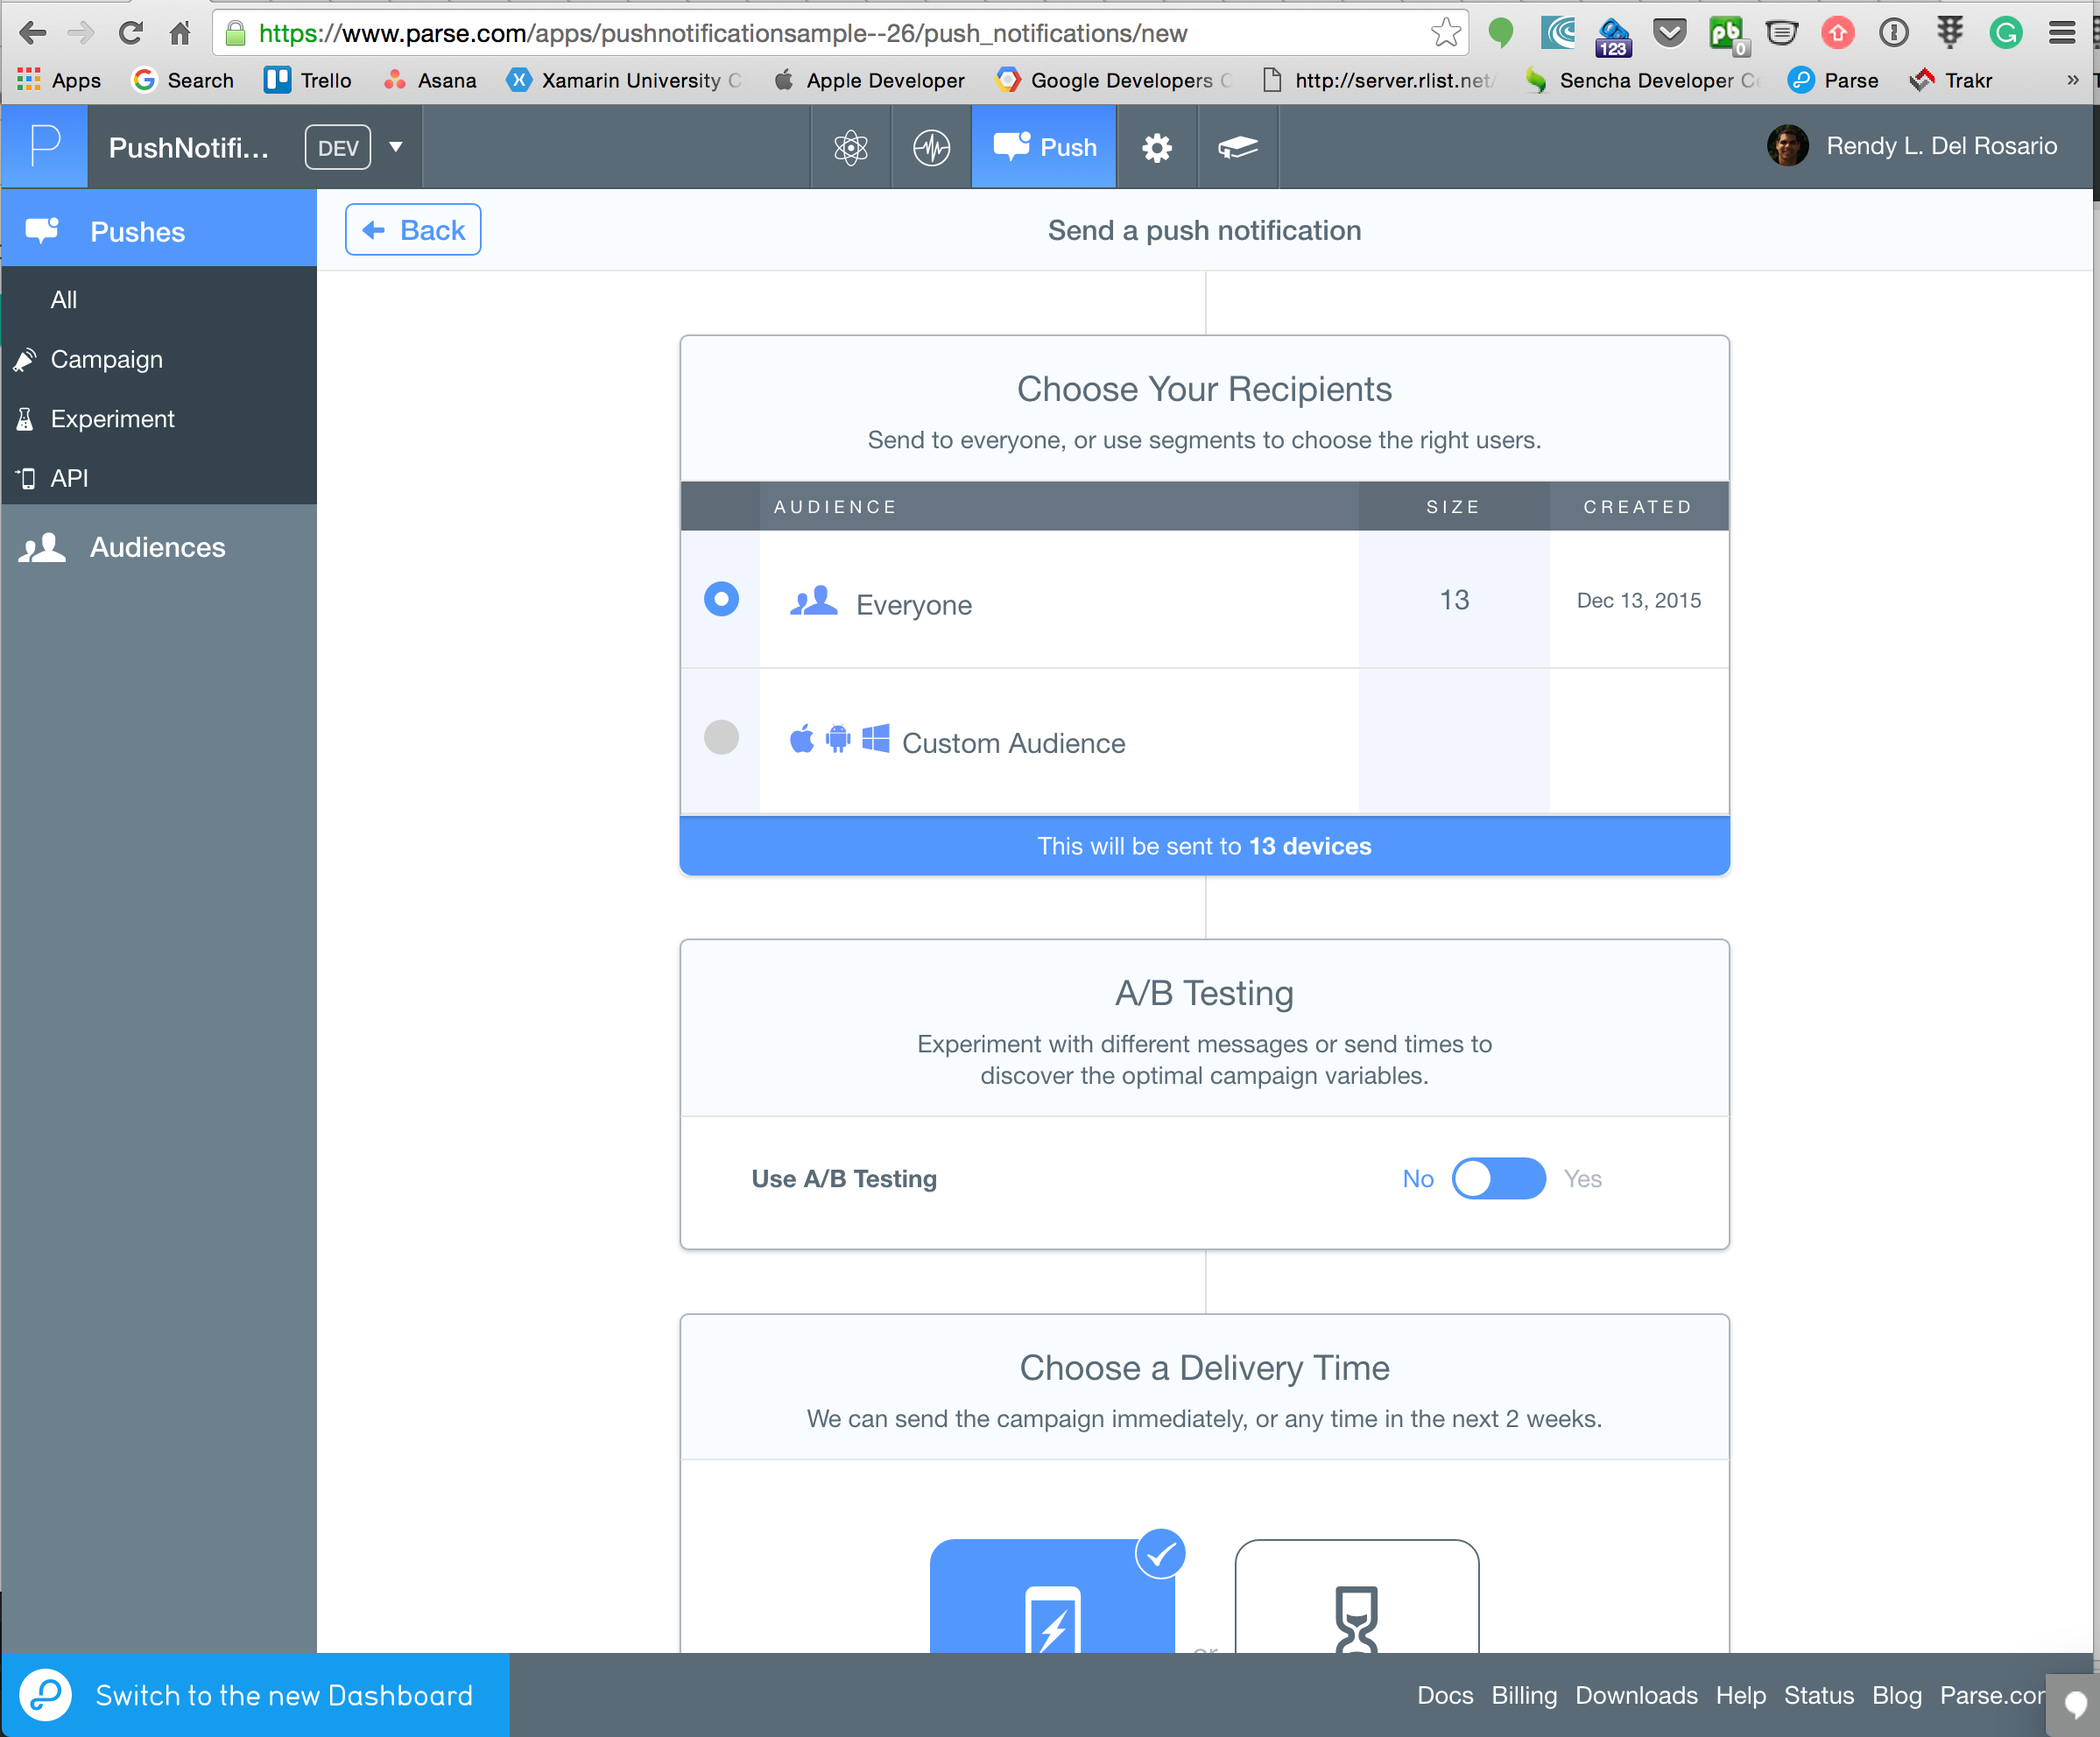 https://www.parse.com/apps/pushnotificationsample--26/push_notifications/new
123
pb
0
Apps
Search
Trello
Asana
Xamarin University C
Apple Developer
Google Developers C
http://server.rlist.net/
Sencha Developer Ce
Parse
Trakr
»
P
PushNotifi...
DEV
Push
Rendy L. Del Rosario
Pushes
Back
Send a push notification
All
Campaign
Experiment
API
Audiences
Choose Your Recipients
Send to everyone, or use segments to choose the right users.
AUDIENCE SIZE CREATED
Everyone 13 Dec 13, 2015
Custom Audience
This will be sent to 13 devices
A/B Testing
Experiment with different messages or send times to
discover the optimal campaign variables.
Use A/B Testing No Yes
Choose a Delivery Time
We can send the campaign immediately, or any time in the next 2 weeks.
or
Switch to the new Dashboard
Docs Billing Downloads Help Status Blog Parse.com